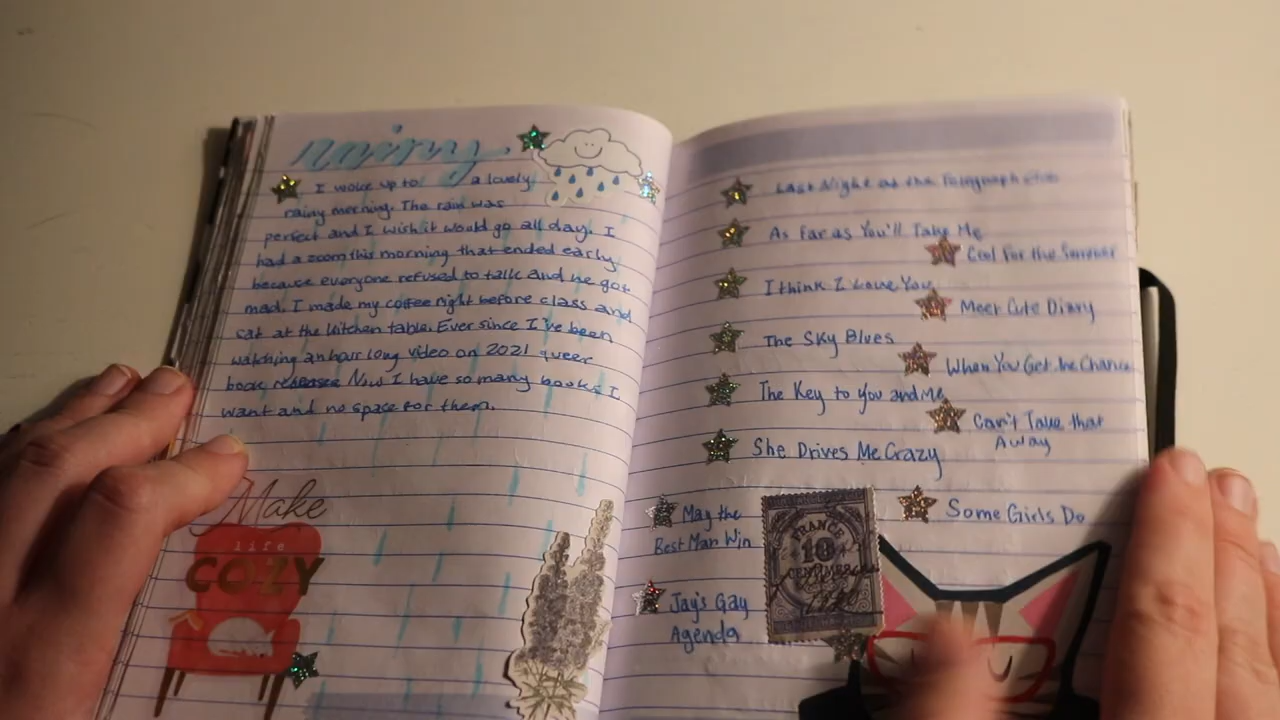 rainy.
I woke up to a lovely
rainy morning. The rain was
perfect and I wish it would go all day. I
had a zoom this morning that ended early
because everyone refused to talk and he got
mad. I made my coffee right before class and
sat at the kitchen table. Ever since I've been
watching an hour long video on 2021 queer
book releases Now I have so many books I
want and no space for them.
Make
life
COZY
Last Night at the Telegraph Club
As Far as You'll Take Me
Cool for the Summer
I think I Love You
Meet Cute Diary
The Sky Blues
When You Get the Chance
The Key to You and Me
Can't Take that
Away
She Drives Me Crazy
Some Girls Do
May the
Best Man Win
Jay's Gay
Agenda
FRANCE
10
CENTIMES